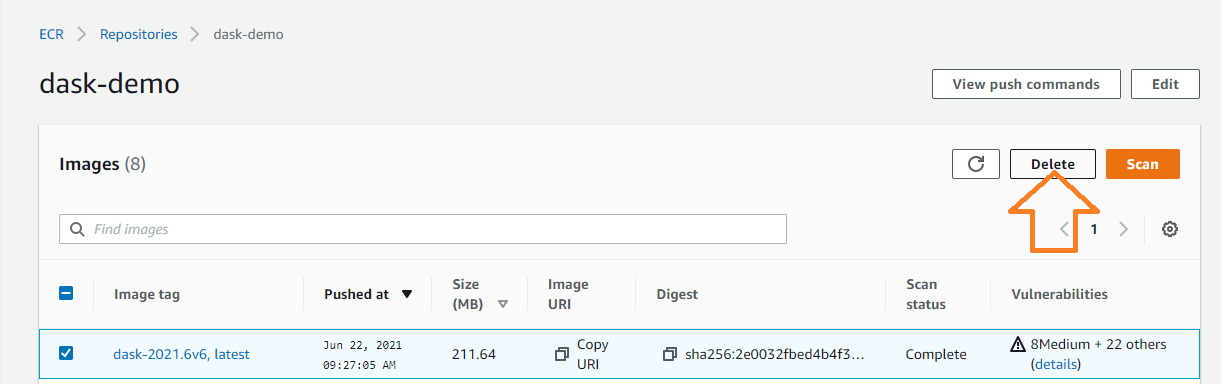 ECR > Repositories > dask-demo
dask-demo
View push commands
Edit
Images (8)
Delete
Scan
Find images
1
Image tag
Pushed at
Size
(MB)
Image
URI
Digest
Scan
status
Vulnerabilities
dask-2021.6v6, latest
Jun 22, 2021
09:27:05 AM
211.64
Copy
URI
sha256:2e0032fbed4b4f3...
Complete
8Medium + 22 others
(details)